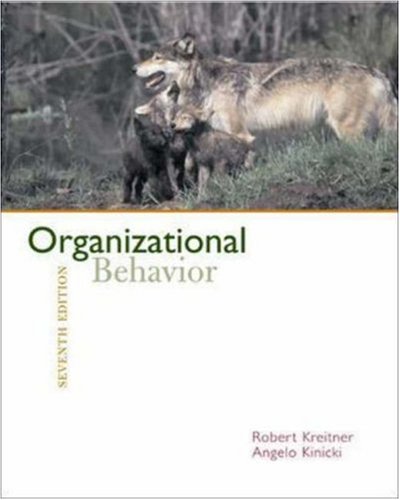 Organizational
Behavior
SEVENTH EDITION
Robert Kreitner
Angelo Kinicki